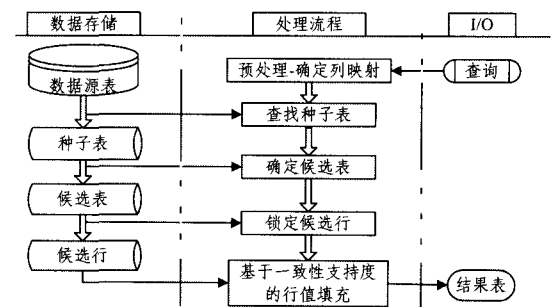 数据存储
处理流程
I/O
数据源表
预处理-确定列映射
查询
查找种子表
种子表
确定候选表
候选表
锁定候选行
候选行
基于一致性支持度
的行值填充
结果表